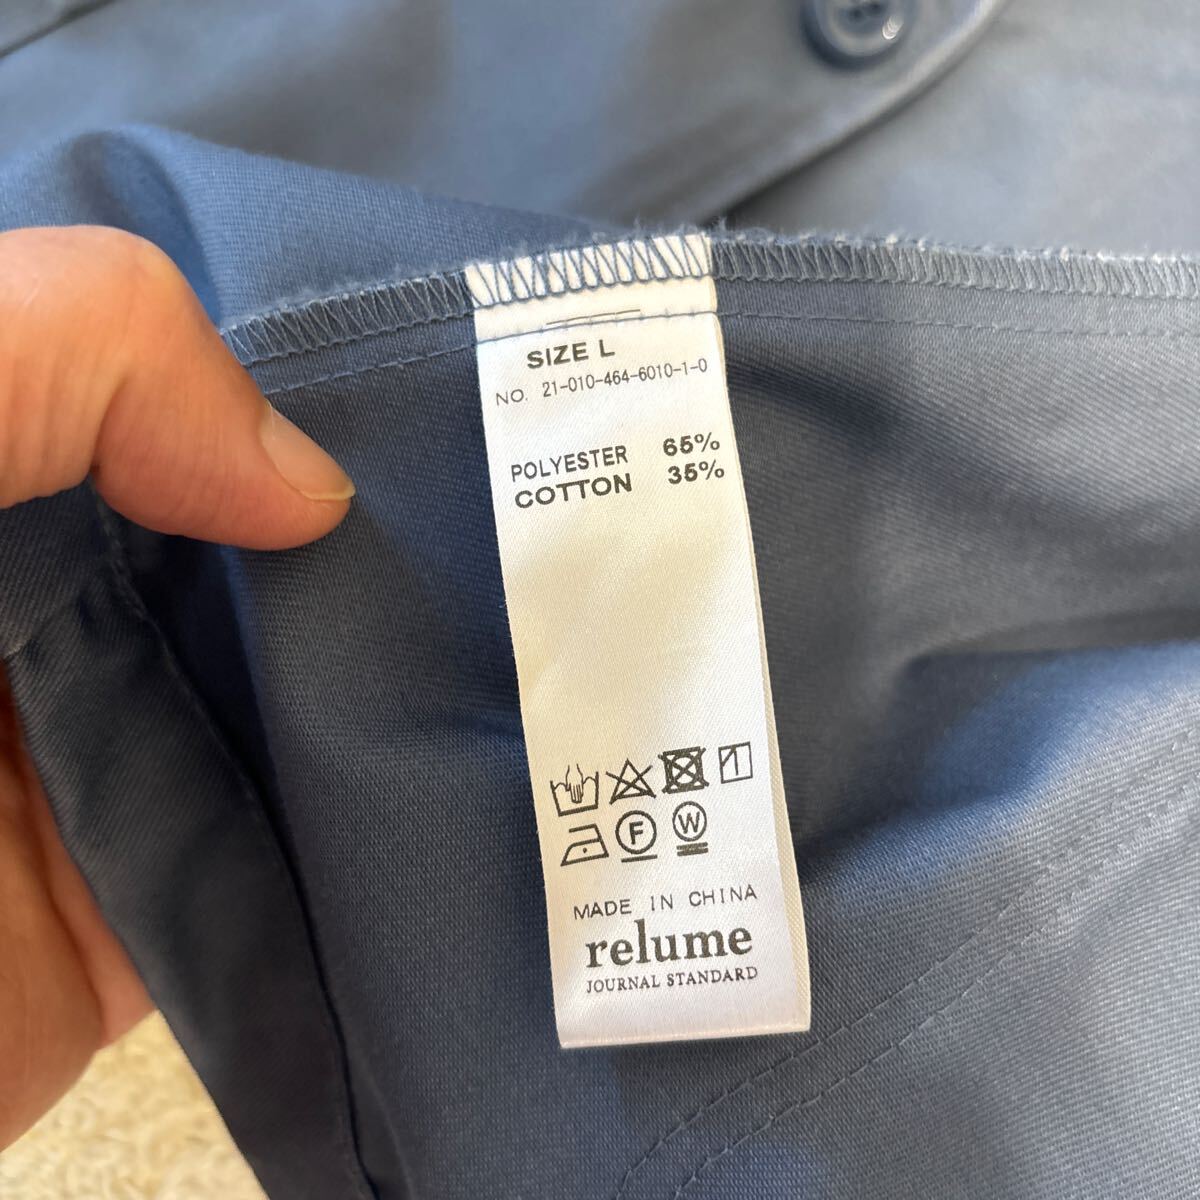 SIZE L
NO. 21-010-464-6010-1-0
POLYESTER 65%
COTTON 35%
F W
MADE IN CHINA
relume
JOURNAL STANDARD